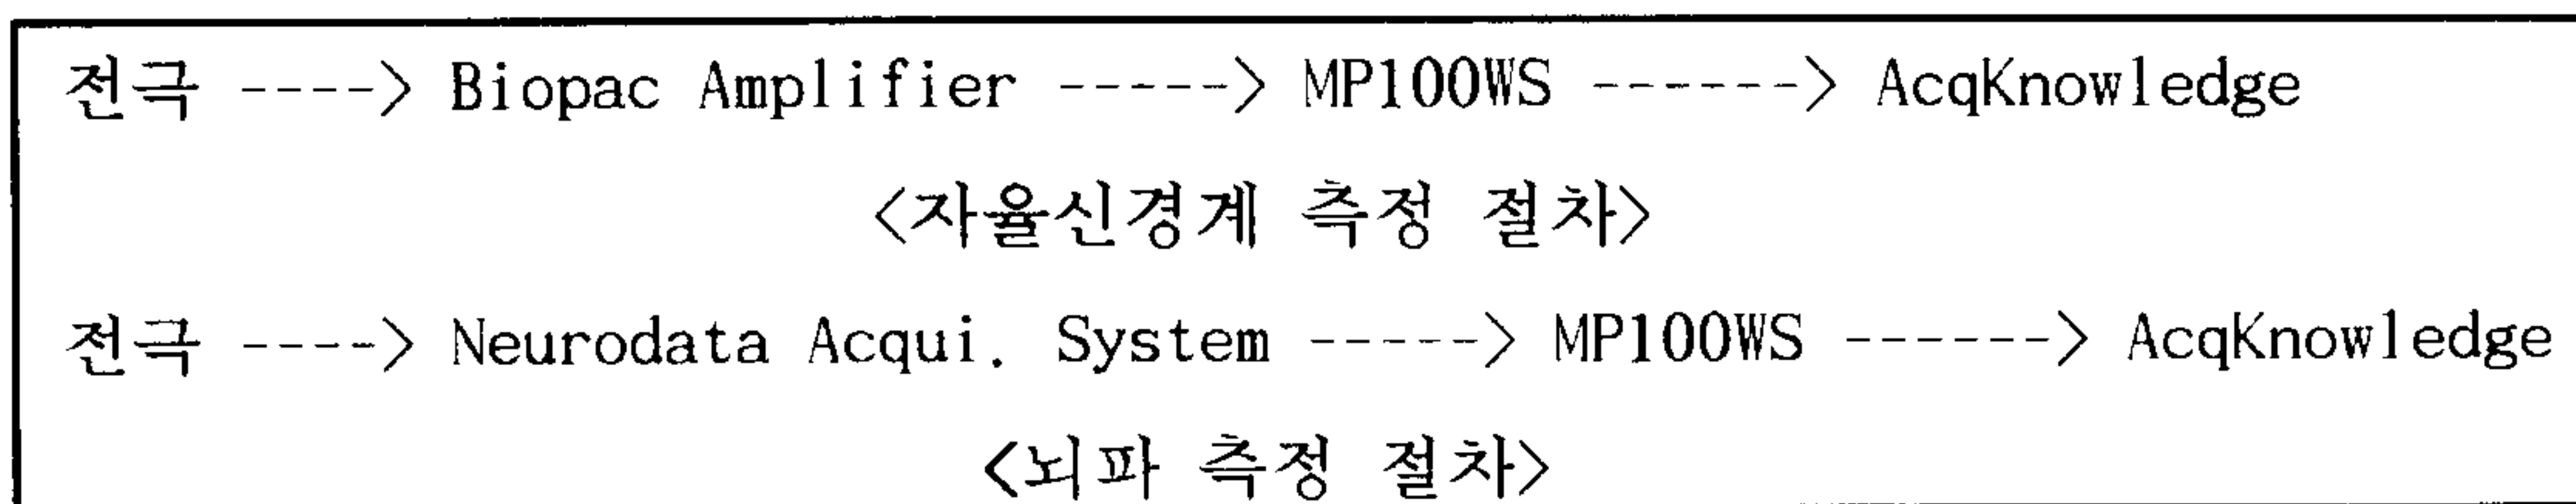 전극 ----> Biopac Amplifier -----> MP100WS ------> AcqKnowledge
<자율신경계 측정 절차>
전극 ----> Neurodata Acqui. System -----> MP100WS ------> AcqKnowledge
<뇌파 측정 절차>